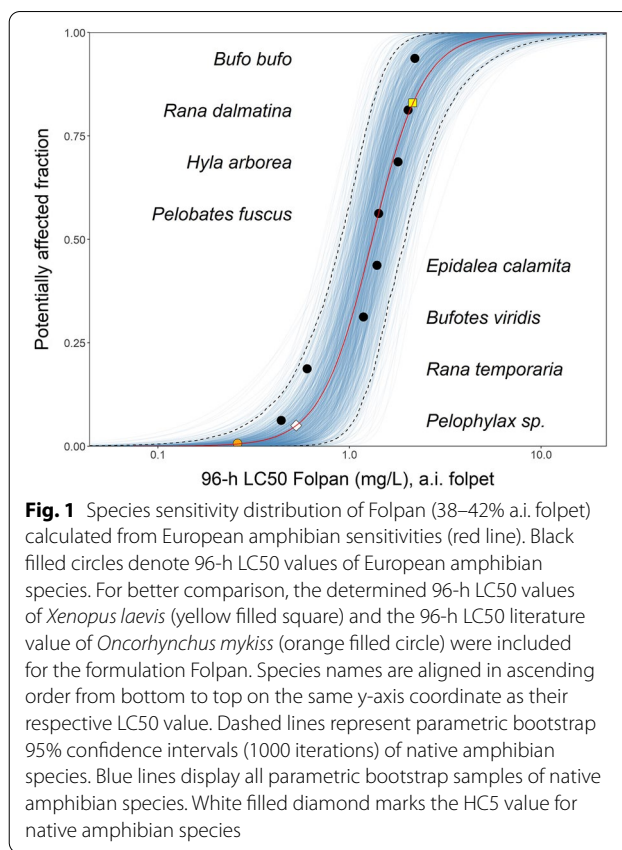 1.00
Bufo bufo
Rana dalmatina
0.75
Hyla arborea
Pelobates fuscus
Potentially affected fraction
0.50
Epidalea calamita
Bufotes viridis
0.25
Rana temporaria
Pelophylax sp.
0.00
0.1 1.0 10.0
96-h LC50 Folpan (mg/L), a.i. folpet
Fig. 1 Species sensitivity distribution of Folpan (38–42% a.i. folpet)
calculated from European amphibian sensitivities (red line). Black
filled circles denote 96-h LC50 values of European amphibian
species. For better comparison, the determined 96-h LC50 values
of Xenopus laevis (yellow filled square) and the 96-h LC50 literature
value of Oncorhynchus mykiss (orange filled circle) were included
for the formulation Folpan. Species names are aligned in ascending
order from bottom to top on the same y-axis coordinate as their
respective LC50 value. Dashed lines represent parametric bootstrap
95% confidence intervals (1000 iterations) of native amphibian
species. Blue lines display all parametric bootstrap samples of native
amphibian species. White filled diamond marks the HC5 value for
native amphibian species